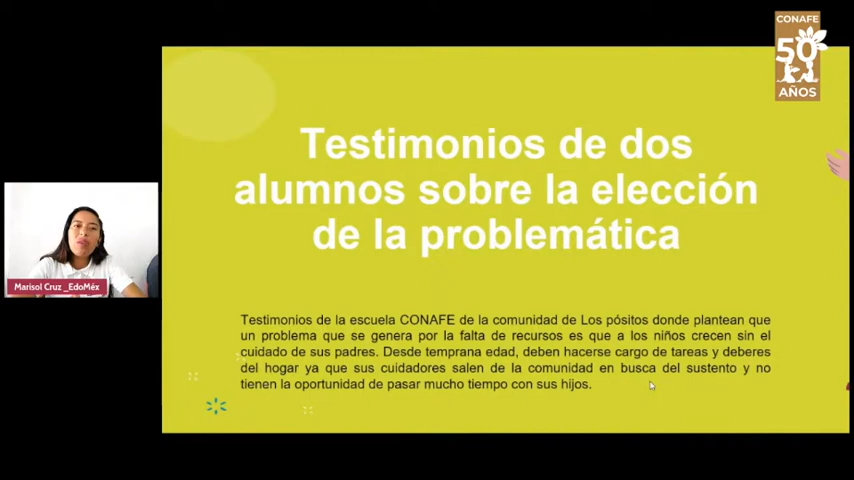 CONAFE
50
AÑOS
Testimonios de dos
alumnos sobre la elección
de la problemática
Marisol Cruz _EdoMéx
Testimonios de la escuela CONAFE de la comunidad de Los pósitos donde plantean que
un problema que se genera por la falta de recursos es que a los niños crecen sin el
cuidado de sus padres. Desde temprana edad, deben hacerse cargo de tareas y deberes
del hogar ya que sus cuidadores salen de la comunidad en busca del sustento y no
tienen la oportunidad de pasar mucho tiempo con sus hijos.